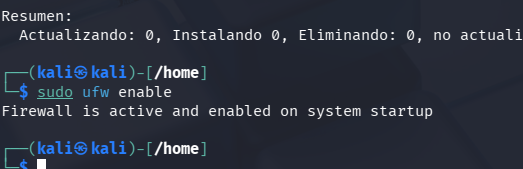 Resumen:
  Actualizando: 0, Instalando 0, Eliminando: 0, no actuali
┌──(kali㉿kali)-[/home]
└─$ sudo ufw enable
Firewall is active and enabled on system startup
┌──(kali㉿kali)-[/home]
└─$